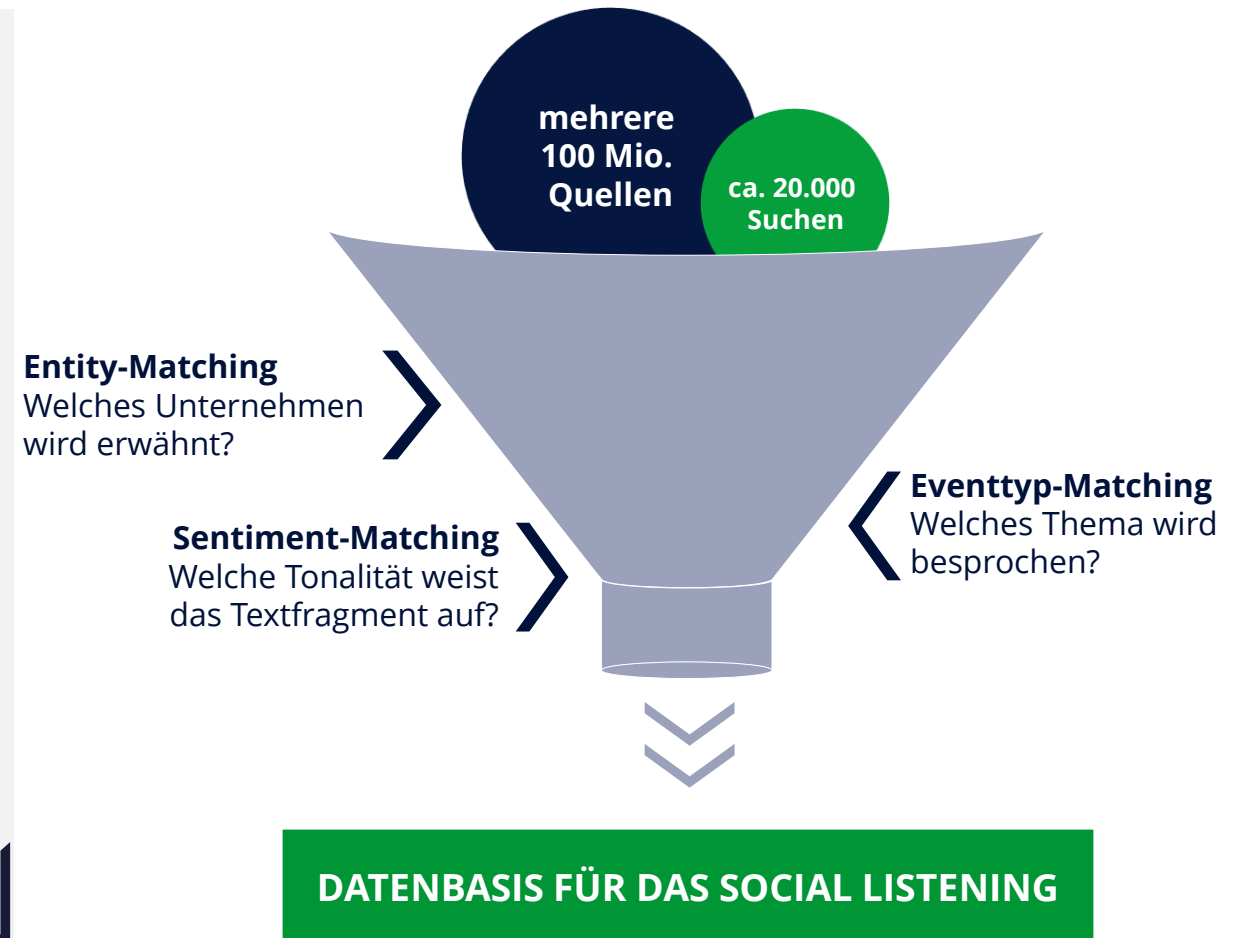 mehrere
100 Mio.
Quellen
ca. 20.000
Suchen
Entity-Matching
Welches Unternehmen
wird erwähnt?
Eventtyp-Matching
Welches Thema wird
besprochen?
Sentiment-Matching
Welche Tonalität weist
das Textfragment auf?
DATENBASIS FÜR DAS SOCIAL LISTENING